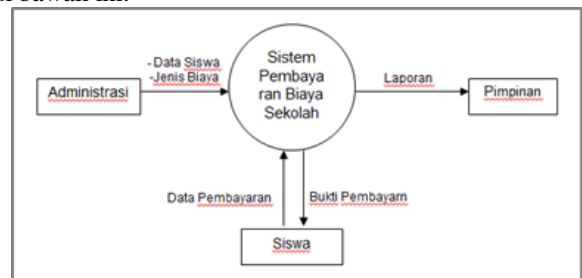 Administrasi
-Data Siswa
-Jenis Biaya
Sistem
Pembaya
ran Biaya
Sekolah
Laporan
Pimpinan
Data Pembayaran
Bukti Pembayarn
Siswa